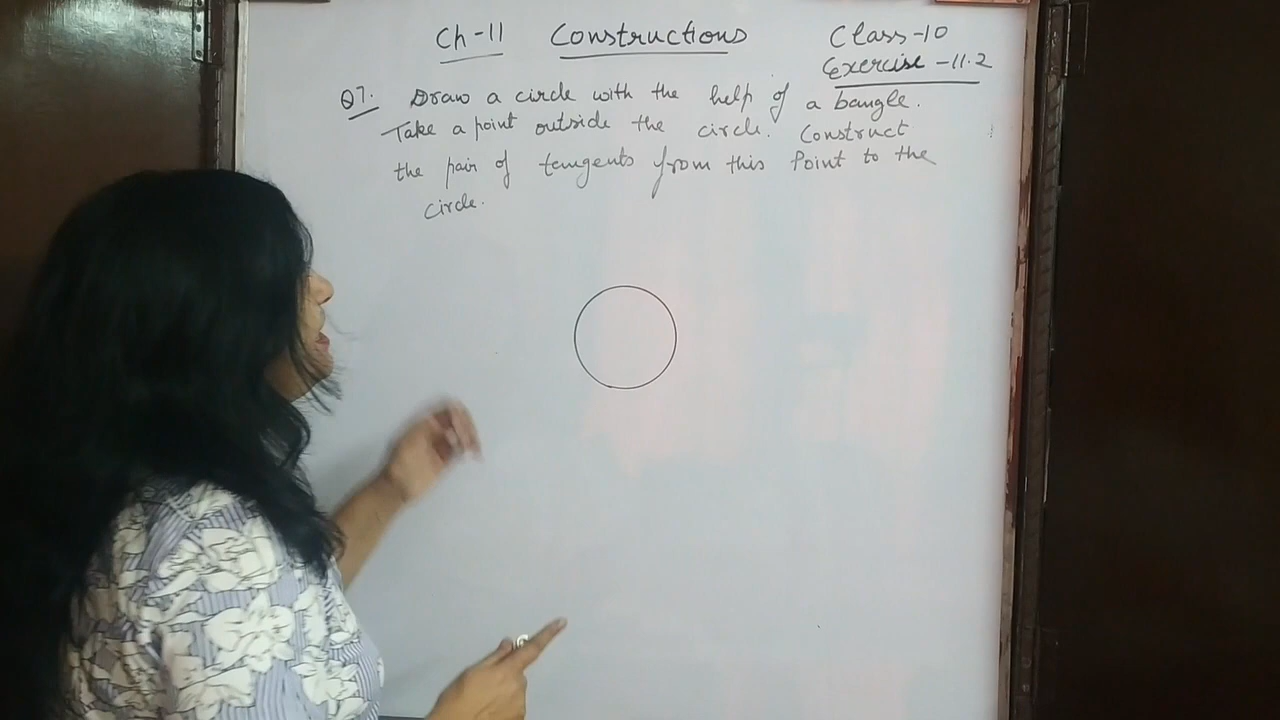 Ch-11 Constructions Class-10
Exercise-11.2
Q7. Draw a circle with the help of a bangle.
Take a point outside the circle. Construct
the pair of tangents from this Point to the
circle.